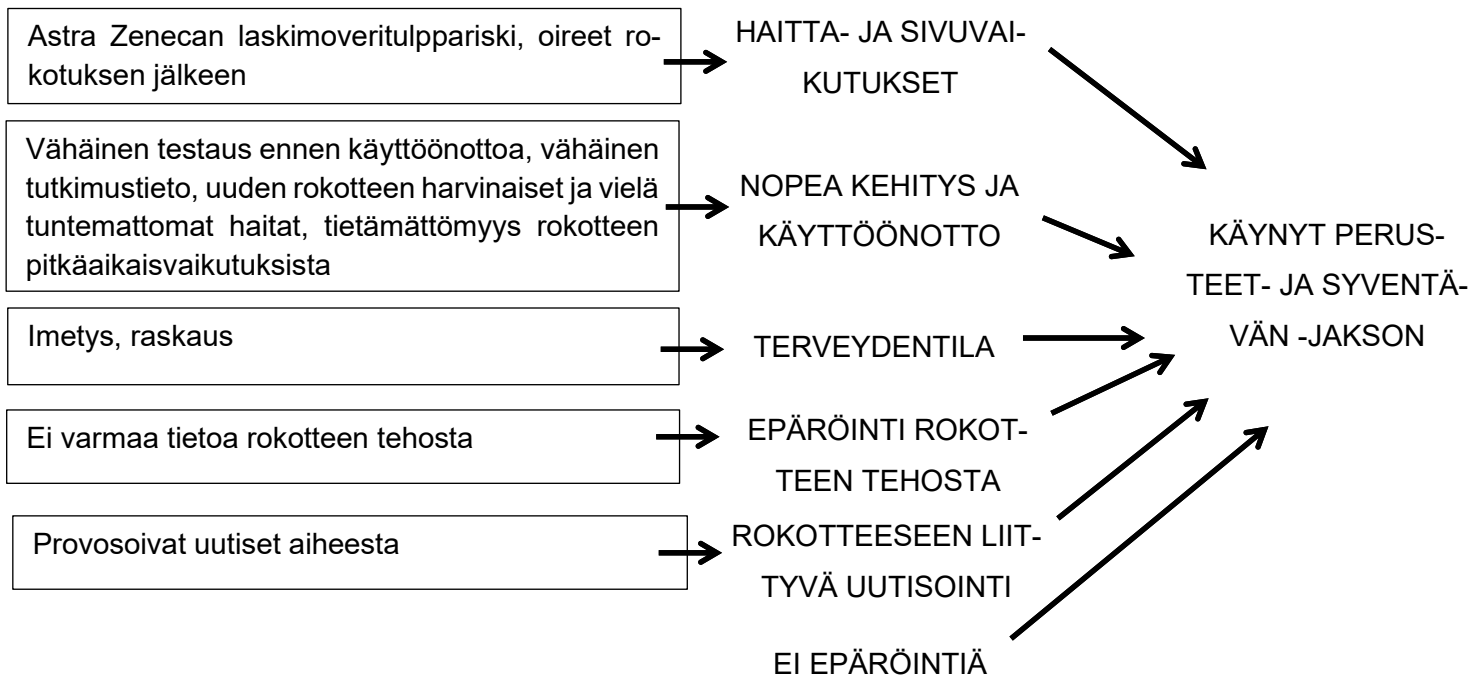 Astra Zenecan laskimoveritulppariski, oireet ro-
kotuksen jälkeen
HAITTA- JA SIVUVAI-
KUTUKSET
Vähäinen testaus ennen käyttöönottoa, vähäinen
tutkimustieto, uuden rokotteen harvinaiset ja vielä
tuntemattomat haitat, tietämättömyys rokotteen
pitkäaikaisvaikutuksista
NOPEA KEHITYS JA
KÄYTTÖÖNOTTO
Imetys, raskaus
TERVEYDENTILA
Ei varmaa tietoa rokotteen tehosta
EPÄRÖINTI ROKOT-
TEEN TEHOSTA
Provosoivat uutiset aiheesta
ROKOTTEESEEN LIIT-
TYVÄ UUTISOINTI
EI EPÄRÖINTIÄ
KÄYNYT PERUS-
TEET- JA SYVENTÄ-
VÄN -JAKSON